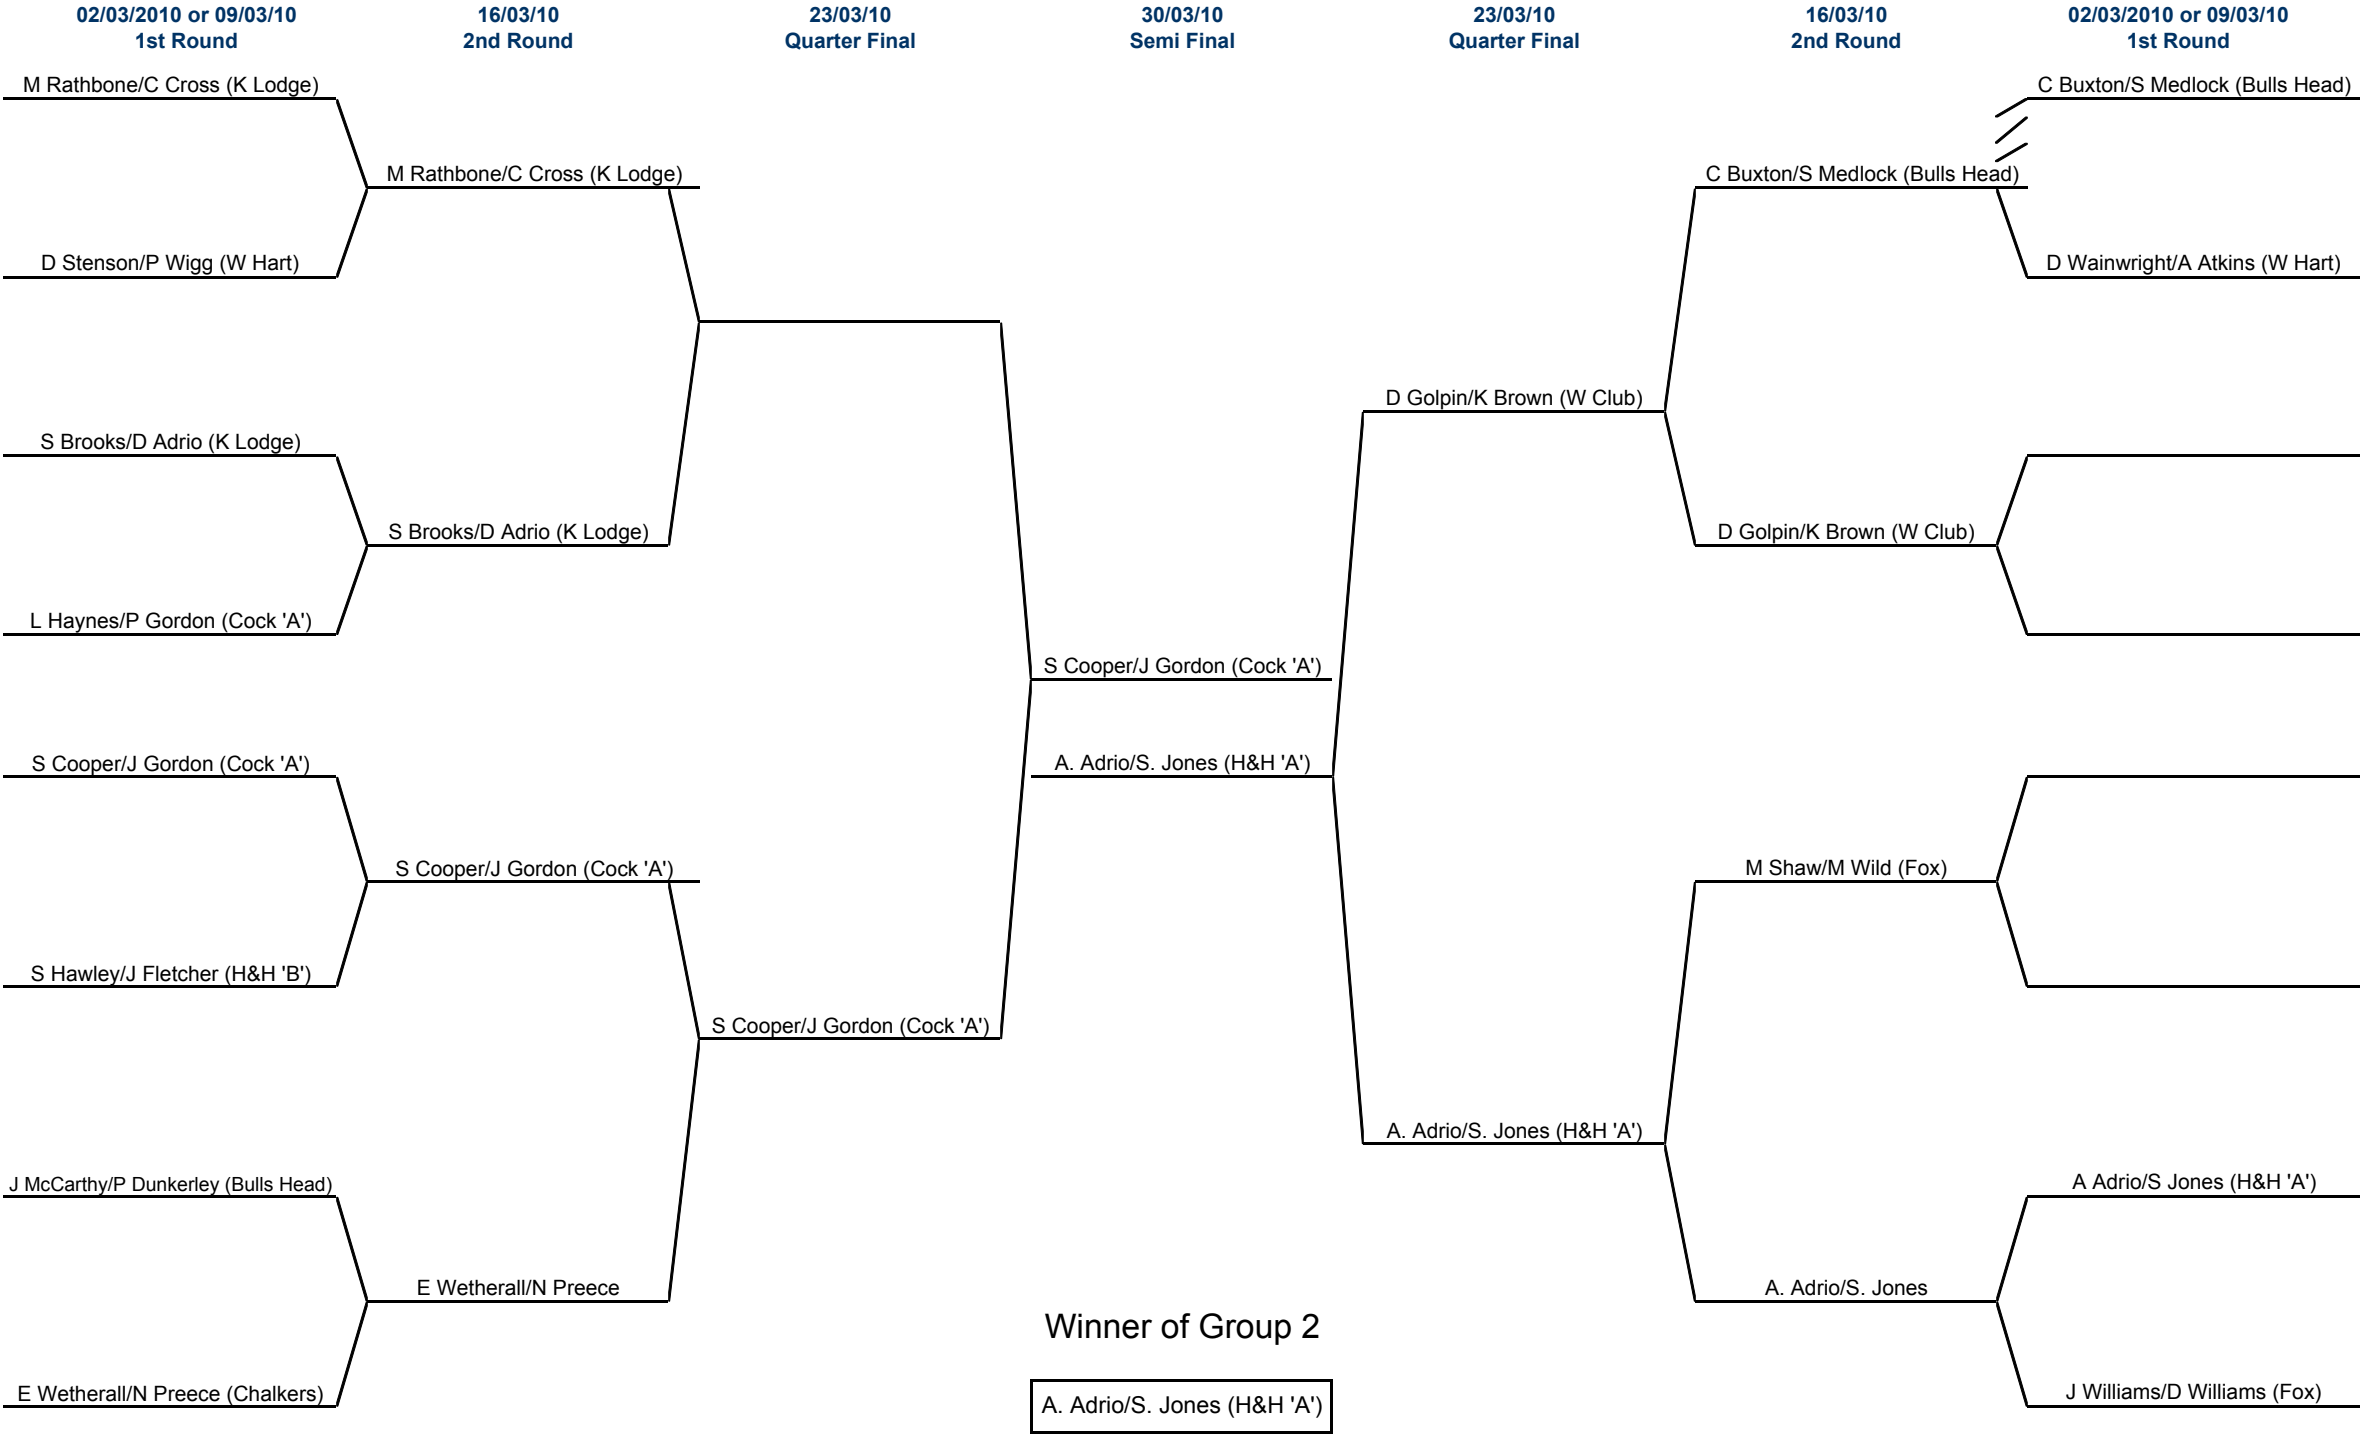 02/03/2010 or 09/03/10
1st Round
16/03/10
2nd Round
23/03/10
Quarter Final
30/03/10
Semi Final
23/03/10
Quarter Final
16/03/10
2nd Round
02/03/2010 or 09/03/10
1st Round
M Rathbone/C Cross (K Lodge)
C Buxton/S Medlock (Bulls Head)
M Rathbone/C Cross (K Lodge)
C Buxton/S Medlock (Bulls Head)
D Stenson/P Wigg (W Hart)
D Wainwright/A Atkins (W Hart)
D Golpin/K Brown (W Club)
S Brooks/D Adrio (K Lodge)
S Brooks/D Adrio (K Lodge)
D Golpin/K Brown (W Club)
L Haynes/P Gordon (Cock 'A')
S Cooper/J Gordon (Cock 'A')
S Cooper/J Gordon (Cock 'A')
A. Adrio/S. Jones (H&H 'A')
S Cooper/J Gordon (Cock 'A')
M Shaw/M Wild (Fox)
S Hawley/J Fletcher (H&H 'B')
S Cooper/J Gordon (Cock 'A')
A. Adrio/S. Jones (H&H 'A')
J McCarthy/P Dunkerley (Bulls Head)
A Adrio/S Jones (H&H 'A')
E Wetherall/N Preece
A. Adrio/S. Jones
Winner of Group 2
E Wetherall/N Preece (Chalkers)
A. Adrio/S. Jones (H&H 'A')
J Williams/D Williams (Fox)